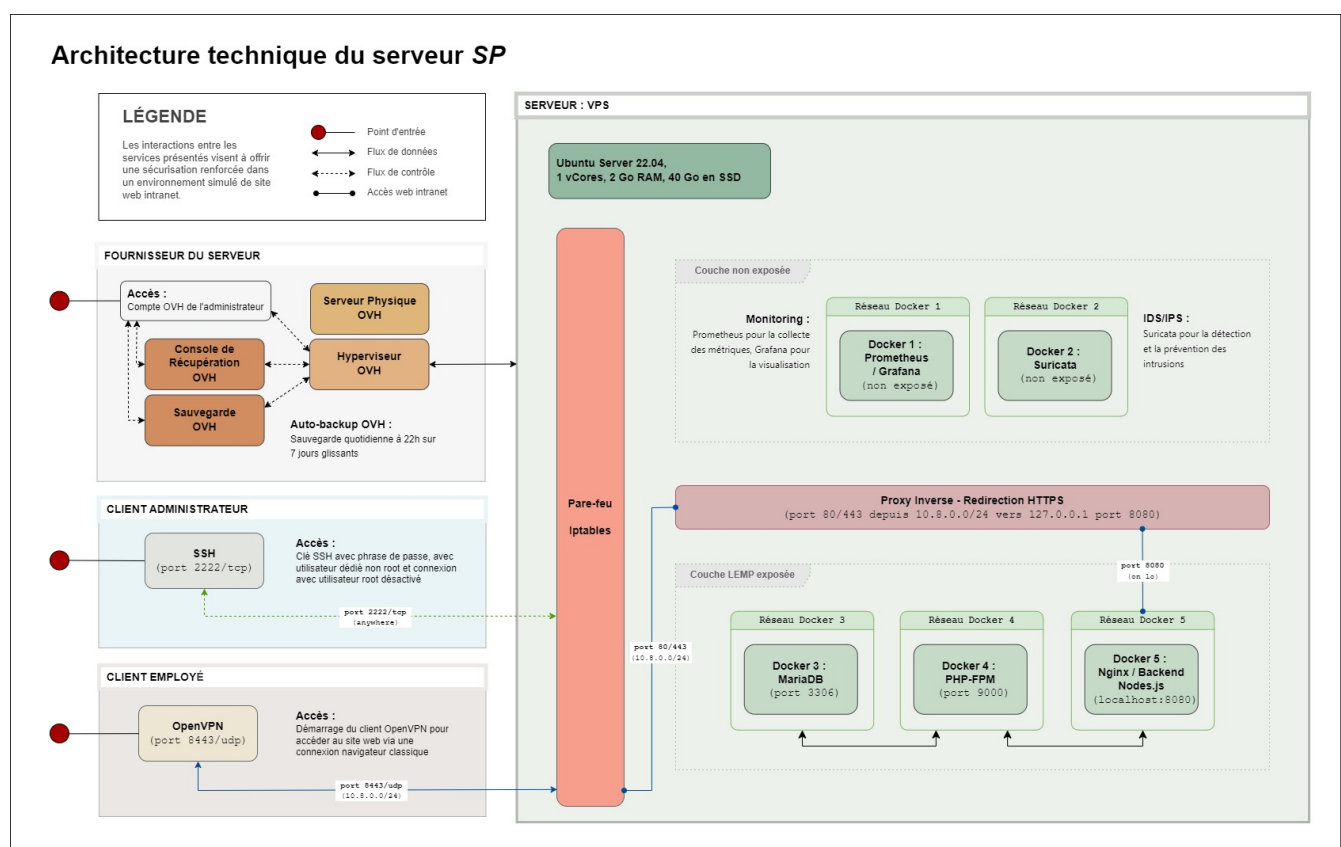 Architecture technique du serveur SP
LÉGENDE
Les interactions entre les
services présentés visent à offrir
une sécurisation renforcée dans
un environnement simulé de site
web intranet.
Point d'entrée
Flux de données
Flux de contrôle
Accès web intranet
FOURNISSEUR DU SERVEUR
Accès :
Compte OVH de l'administrateur
Serveur Physique
OVH
Console de
Récupération
OVH
Hyperviseur
OVH
Sauvegarde
OVH
Auto-backup OVH :
Sauvegarde quotidienne à 22h sur
7 jours glissants
CLIENT ADMINISTRATEUR
SSH
(port 2222/tcp)
Accès :
Clé SSH avec phrase de passe, avec
utilisateur dédié non root et connexion
avec utilisateur root désactivé
port 2222/tcp
(anywhere)
CLIENT EMPLOYÉ
OpenVPN
(port 8443/udp)
Accès :
Démarrage du client OpenVPN pour
accéder au site web via une
connexion navigateur classique
port 8443/udp
(10.8.0.0/24)
SERVEUR : VPS
Ubuntu Server 22.04,
1 vCores, 2 Go RAM, 40 Go en SSD
Pare-feu
Iptables
port 80/443
(10.8.0.0/24)
Couche non exposée
Monitoring :
Prometheus pour la collecte
des métriques, Grafana pour
la visualisation
Réseau Docker 1
Docker 1 :
Prometheus
/ Grafana
(non exposé)
Réseau Docker 2
Docker 2 :
Suricata
(non exposé)
IDS/IPS :
Suricata pour la détection
et la prévention des
intrusions
Proxy Inverse - Redirection HTTPS
(port 80/443 depuis 10.8.0.0/24 vers 127.0.0.1 port 8080)
port 8080
(on lo)
Couche LEMP exposée
Réseau Docker 3
Docker 3 :
MariaDB
(port 3306)
Réseau Docker 4
Docker 4 :
PHP-FPM
(port 9000)
Réseau Docker 5
Docker 5 :
Nginx / Backend
Nodes.js
(localhost:8080)